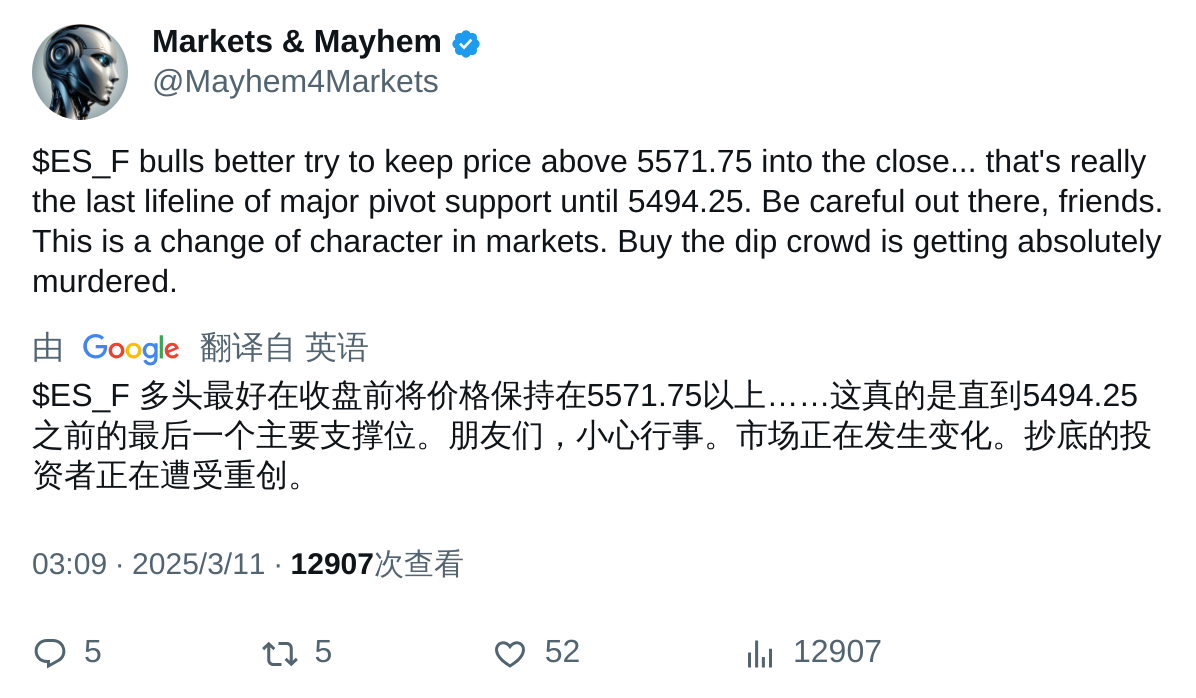 Markets & Mayhem
@Mayhem4Markets
$ES_F bulls better try to keep price above 5571.75 into the close... that's really
the last lifeline of major pivot support until 5494.25. Be careful out there, friends.
This is a change of character in markets. Buy the dip crowd is getting absolutely
murdered.
由 Google 翻译自 英语
$ES_F 多头最好在收盘前将价格保持在5571.75以上……这真的是直到5494.25
之前的最后一个主要支撑位。朋友们，小心行事。市场正在发生变化。抄底的投
资者正在遭受重创。
03:09 · 2025/3/11 · 12907次查看
5 5 52 12907